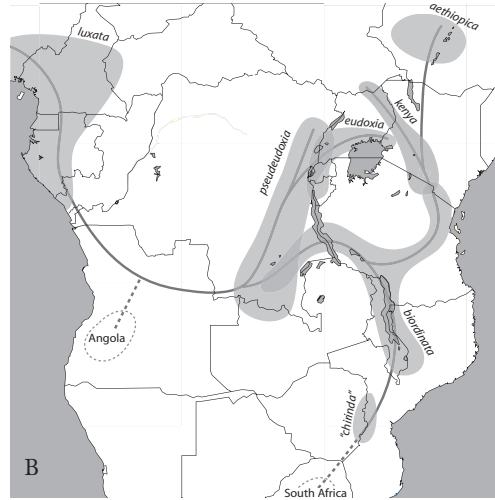 aethiopica
luxata
kenya
eudoxia
pseudeudoxia
biordinata
Angola
"chirinda"
B
South Africa